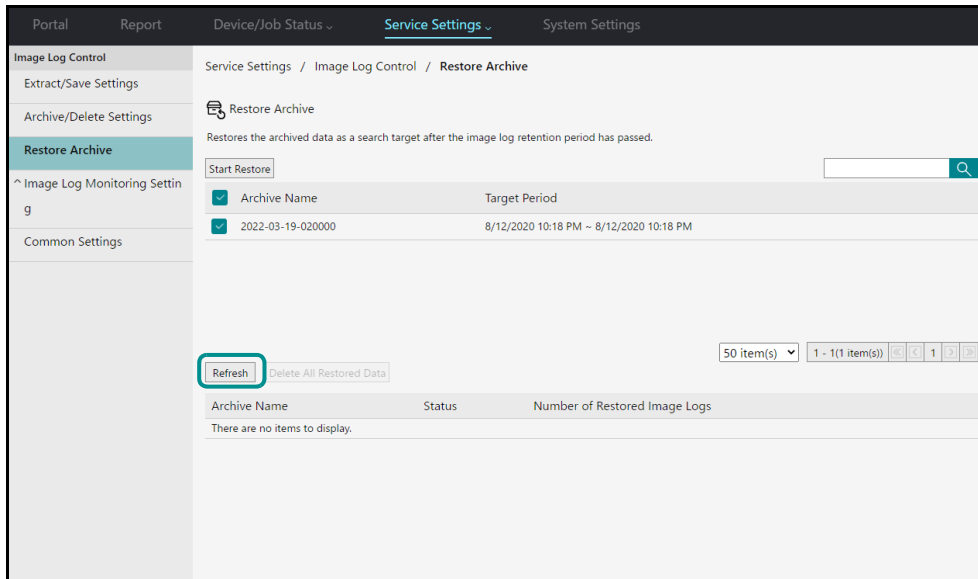 Portal Report Device/Job Status Service Settings System Settings
Image Log Control
Extract/Save Settings
Archive/Delete Settings
Restore Archive
Image Log Monitoring Settin
g
Common Settings
Service Settings / Image Log Control / Restore Archive
Restore Archive
Restores the archived data as a search target after the image log retention period has passed.
Start Restore
Archive Name Target Period
2022-03-19-020000 8/12/2020 10:18 PM ~ 8/12/2020 10:18 PM
50 item(s) 1 - 1(1 item(s)) 1
Refresh Delete All Restored Data
Archive Name Status Number of Restored Image Logs
There are no items to display.